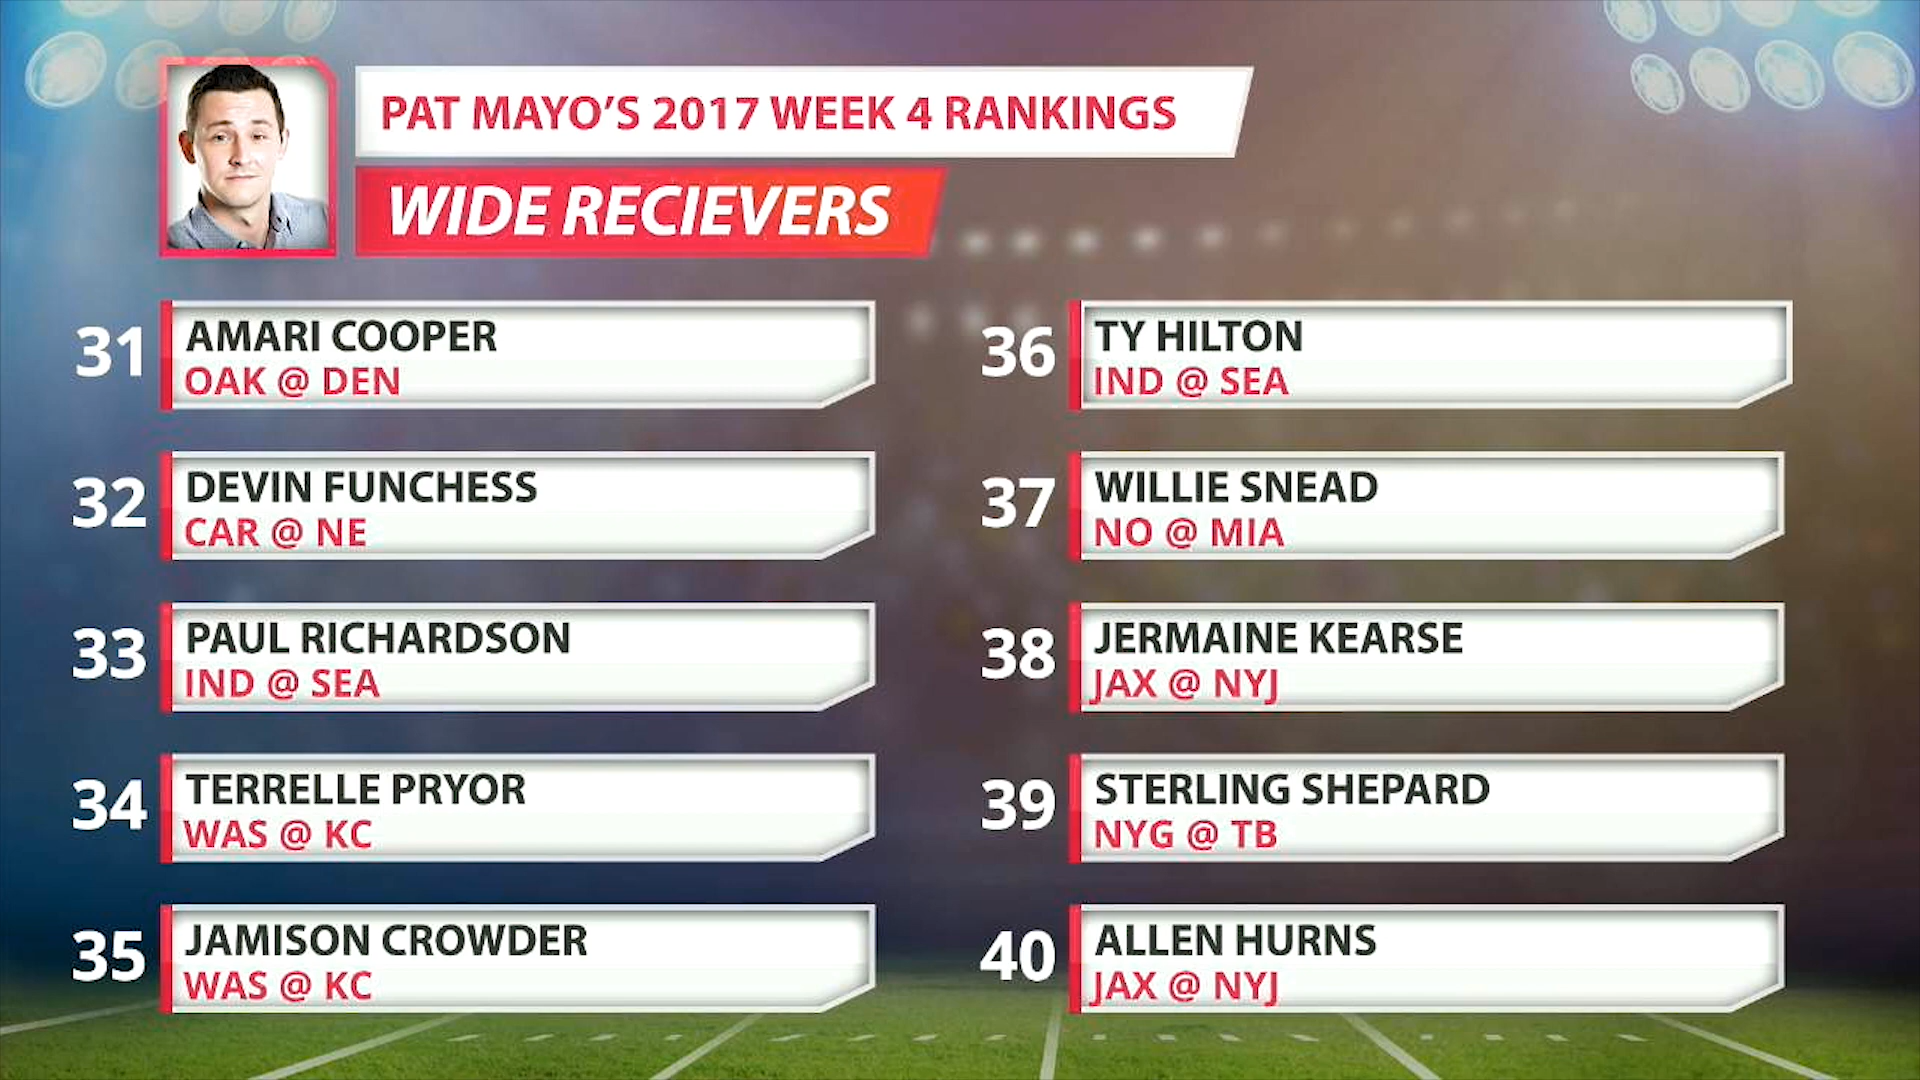 PAT MAYO'S 2017 WEEK 4 RANKINGS
WIDE RECIEVERS
31
AMARI COOPER
OAK @ DEN
32
DEVIN FUNCHESS
CAR @ NE
33
PAUL RICHARDSON
IND @ SEA
34
TERRELLE PRYOR
WAS @ KC
35
JAMISON CROWDER
WAS @ KC
36
TY HILTON
IND @ SEA
37
WILLIE SNEAD
NO @ MIA
38
JERMAINE KEARSE
JAX @ NYJ
39
STERLING SHEPARD
NYG @ TB
40
ALLEN HURNS
JAX @ NYJ